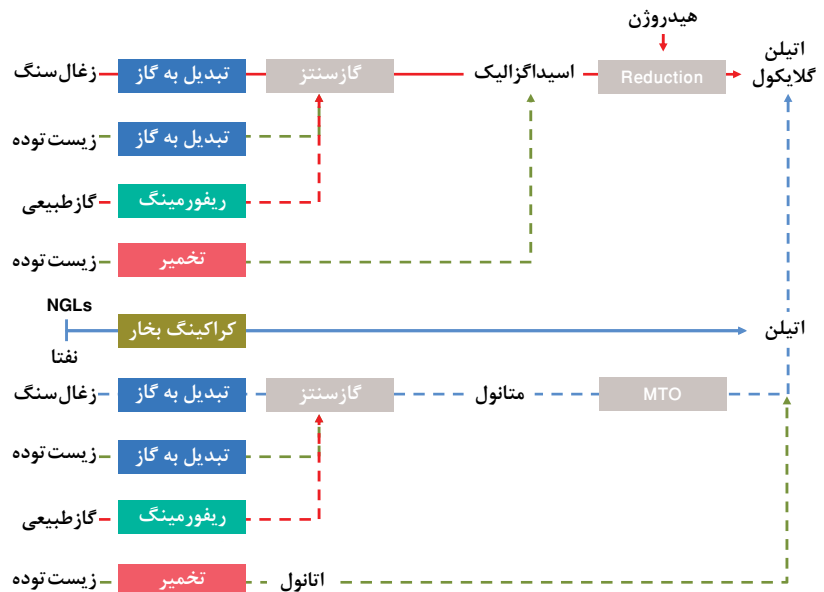 هیدروژن
زغال‌سنگ تبدیل به گاز گازسنتز اسیداگزالیک Reduction اتیلن گلایکول
زیست‌توده تبدیل به گاز
گازطبیعی ریفورمینگ
زیست‌توده تخمیر
NGLs
کراکینگ بخار اتیلن
نفتا
زغال‌سنگ تبدیل به گاز گازسنتز متانول MTO
زیست‌توده تبدیل به گاز
گازطبیعی ریفورمینگ
زیست‌توده تخمیر اتانول